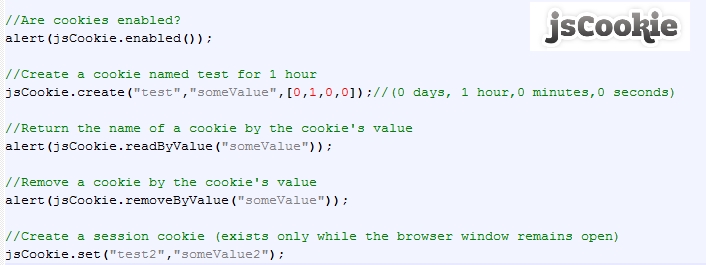 jsCookie
//Are cookies enabled?
alert(jsCookie.enabled());
//Create a cookie named test for 1 hour
jsCookie.create("test","someValue",[0,1,0,0]);//(0 days, 1 hour,0 minutes,0 seconds)
//Return the name of a cookie by the cookie's value
alert(jsCookie.readByValue("someValue"));
//Remove a cookie by the cookie's value
alert(jsCookie.removeByValue("someValue"));
//Create a session cookie (exists only while the browser window remains open)
jsCookie.set("test2","someValue2");